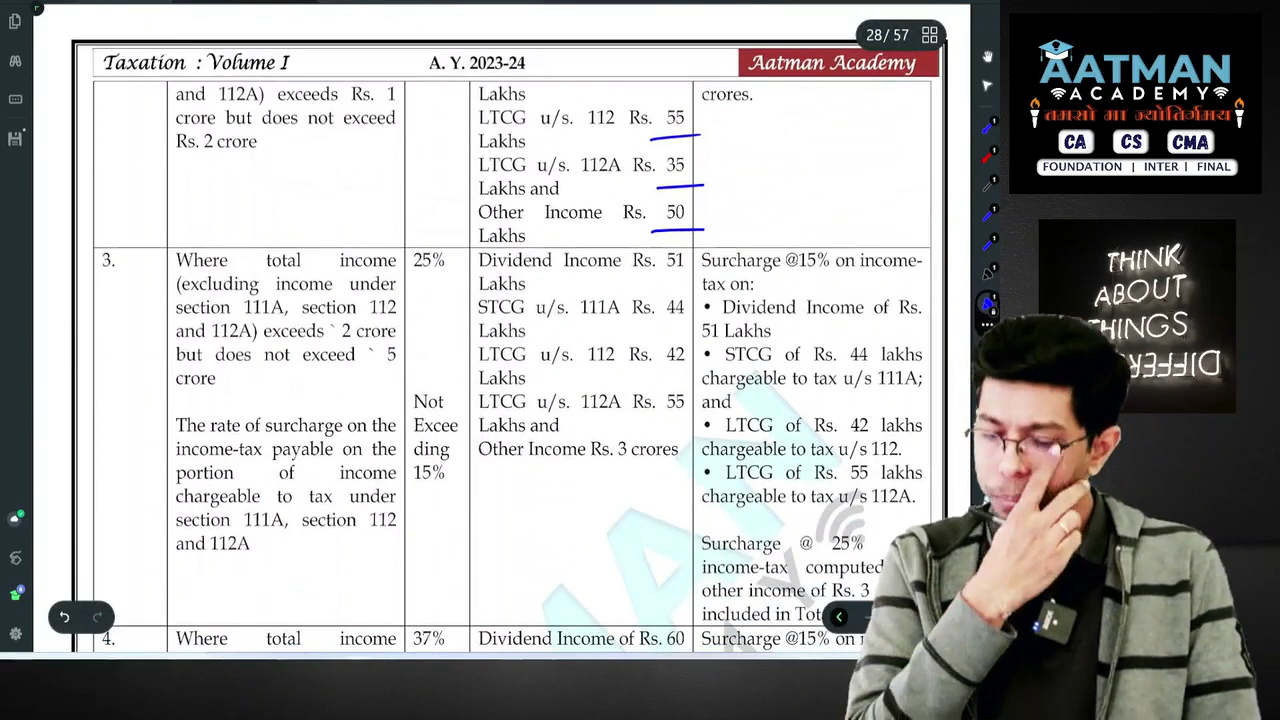 28/ 57
Taxation : Volume I
A. Y. 2023-24
Aatman Academy
and 112A) exceeds Rs. 1
crore but does not exceed
Rs. 2 crore
Lakhs
LTCG u/s. 112 Rs. 55
Lakhs
LTCG u/s. 112A Rs. 35
Lakhs and
Other Income Rs. 50
Lakhs
crores.
3.
Where total income
(excluding income under
section 111A, section 112
and 112A) exceeds ` 2 crore
but does not exceed ` 5
crore
The rate of surcharge on the
income-tax payable on the
portion of income
chargeable to tax under
section 111A, section 112
and 112A
25%
Not
Excee
ding
15%
Dividend Income Rs. 51
Lakhs
STCG u/s. 111A Rs. 44
Lakhs
LTCG u/s. 112 Rs. 42
Lakhs
LTCG u/s. 112A Rs. 55
Lakhs and
Other Income Rs. 3 crores
Surcharge @15% on income-
tax on:
• Dividend Income of Rs.
51 Lakhs
• STCG of Rs. 44 lakhs
chargeable to tax u/s 111A;
and
• LTCG of Rs. 42 lakhs
chargeable to tax u/s 112.
• LTCG of Rs. 55 lakhs
chargeable to tax u/s 112A.
Surcharge @ 25%
income-tax computed
other income of Rs. 3
included in Tot
4.
Where total income
37%
Dividend Income of Rs. 60
Surcharge @15% on
AATMAN
ACADEMY
तमसो मा ज्योतिर्गमय
CA CS CMA
FOUNDATION | INTER | FINAL
THINK
ABOUT
THINGS
DIFFERE